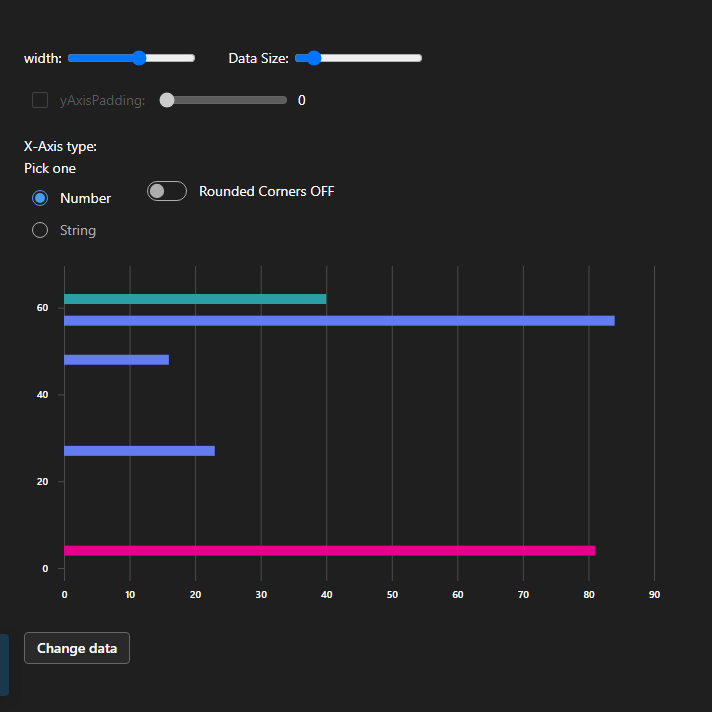 width: Data Size:
yAxisPadding: 0
X-Axis type:
Pick one
Number
Rounded Corners OFF
String
60
40
20
0
0 10 20 30 40 50 60 70 80 90
Change data